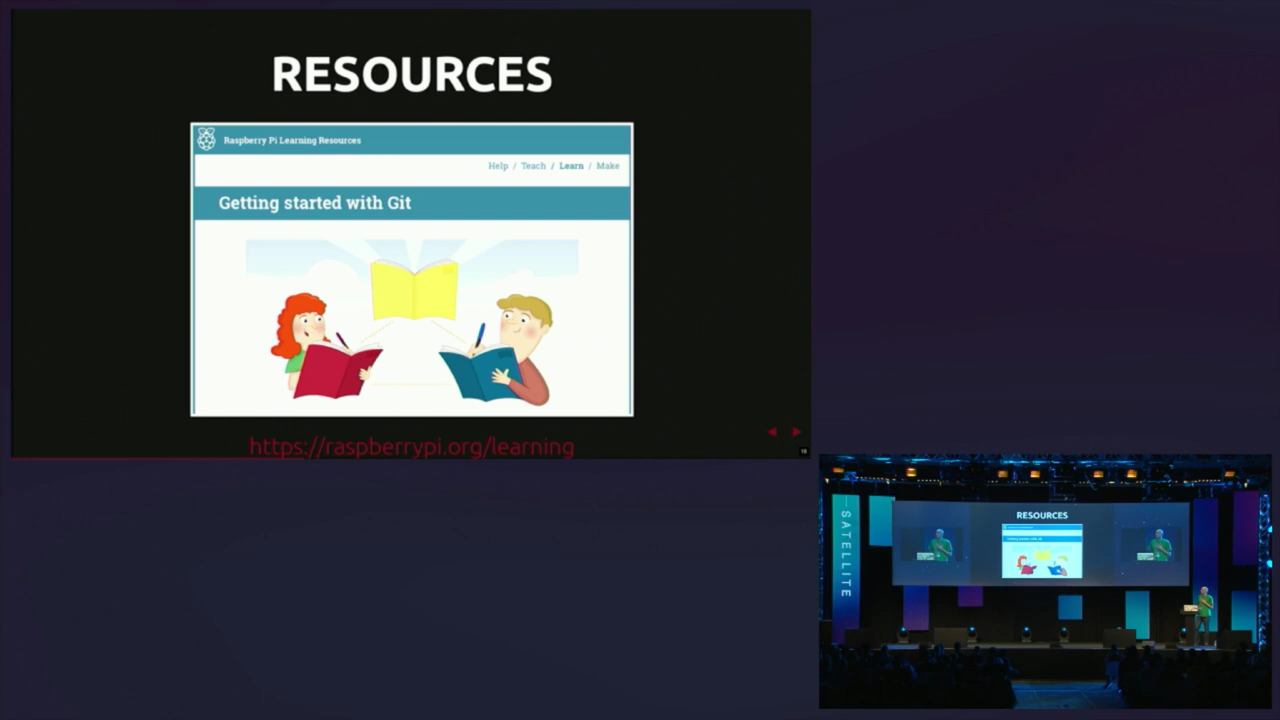 RESOURCES
Raspberry Pi Learning Resources
Help / Teach / Learn / Make
Getting started with Git
https://raspberrypi.org/learning
18
SATELLITE
RESOURCES